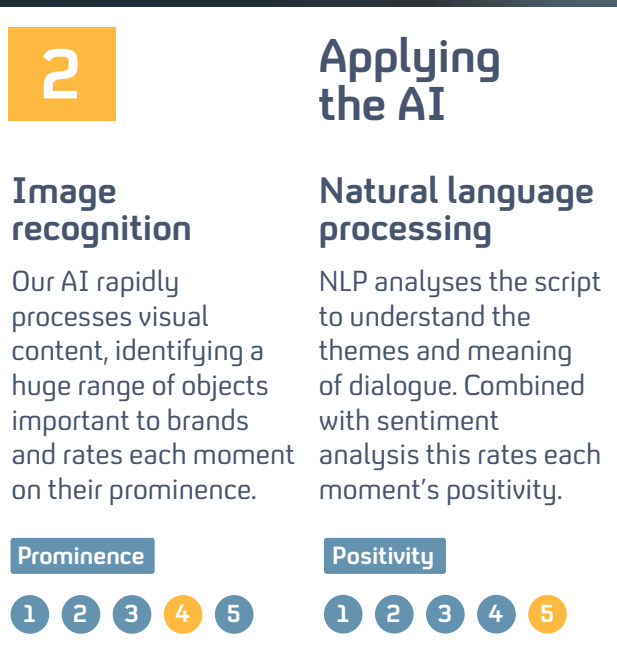 2
Applying
the AI
Image
recognition
Our AI rapidly
processes visual
content, identifying a
huge range of objects
important to brands
and rates each moment
on their prominence.
Prominence
1 2 3 4 5
Natural language
processing
NLP analyses the script
to understand the
themes and meaning
of dialogue. Combined
with sentiment
analysis this rates each
moment's positivity.
Positivity
1 2 3 4 5